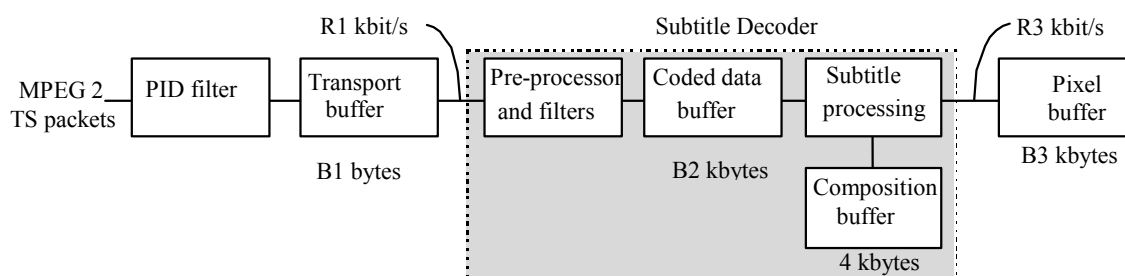 R1 kbit/s
Subtitle Decoder
R3 kbit/s
MPEG 2
TS packets
PID filter
Transport
buffer
Pre-processor
and filters
Coded data
buffer
Subtitle
processing
Pixel
buffer
B1 bytes
B2 kbytes
B3 kbytes
Composition
buffer
4 kbytes